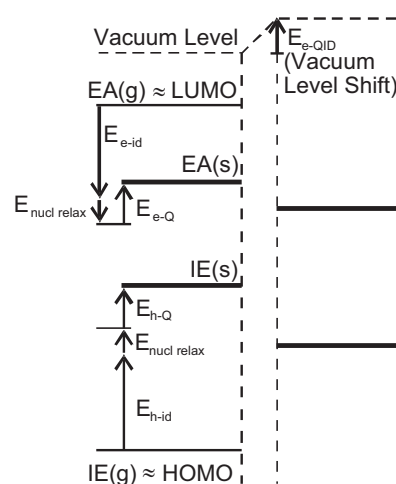 Vacuum Level
E e-QID
(Vacuum
Level Shift)
EA(g) ≈ LUMO
E e-id
EA(s)
E nucl relax
E e-Q
IE(s)
E h-Q
E nucl relax
E h-id
IE(g) ≈ HOMO